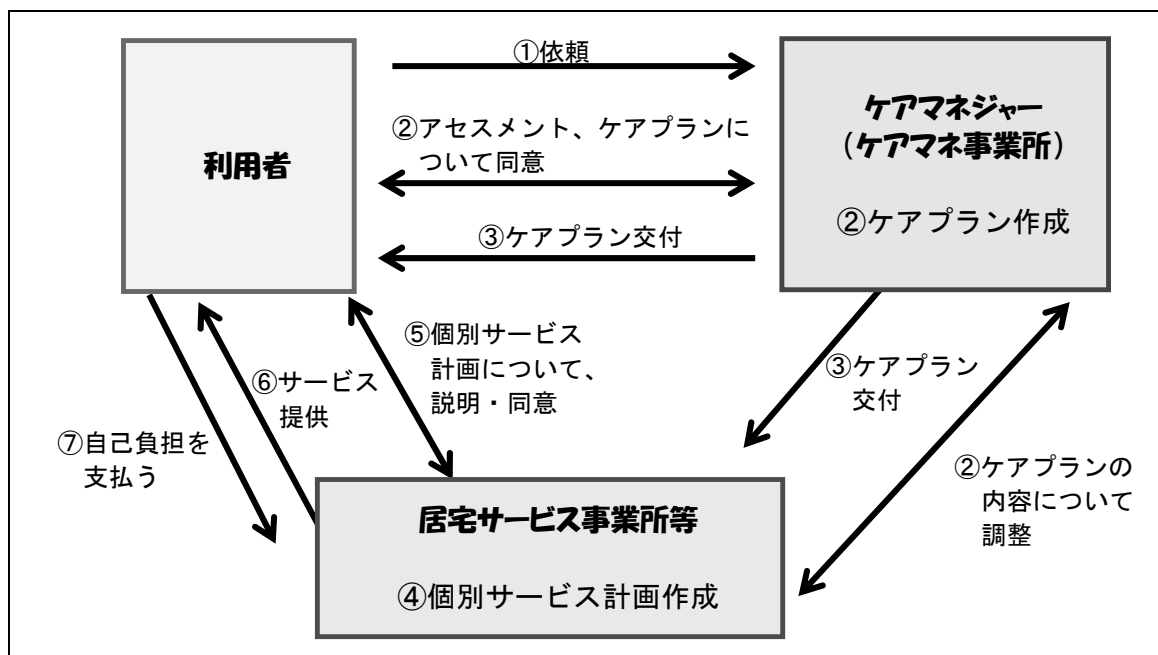 ①依頼
利用者
②アセスメント、ケアプランに
ついて同意
③ケアプラン交付
ケアマネジャー
（ケアマネ事業所）
②ケアプラン作成
⑤個別サービス
計画について、
説明・同意
⑥サービス
提供
⑦自己負担を
支払う
③ケアプラン
交付
②ケアプランの
内容について
調整
居宅サービス事業所等
④個別サービス計画作成